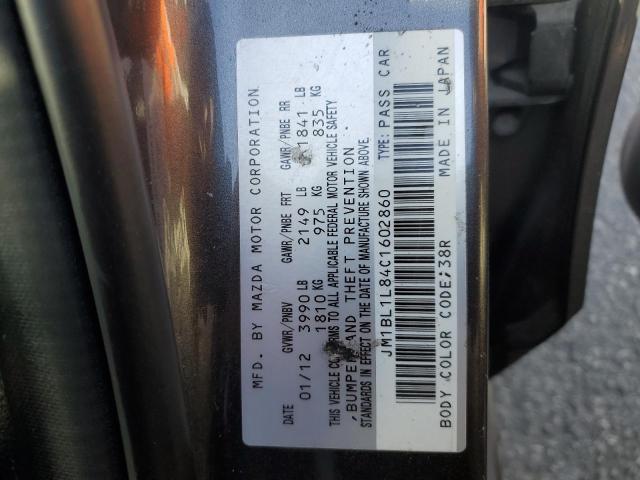 MFD. BY MAZDA MOTOR CORPORATION
DATE GVWR/PNBV GAWR/PNBE FRT GAWR/PNBE RR
01/12 3990 LB 2149 LB 1841 LB
1810 KG 975 KG 835 KG
THIS VEHICLE CONFORMS TO ALL APPLICABLE FEDERAL MOTOR VEHICLE SAFETY
,BUMPER AND THEFT PREVENTION
STANDARDS IN EFFECT ON THE DATE OF MANUFACTURE SHOWN ABOVE.
JM1BL1L84C1602860 TYPE: PASS CAR
BODY COLOR CODE;38R MADE IN JAPAN